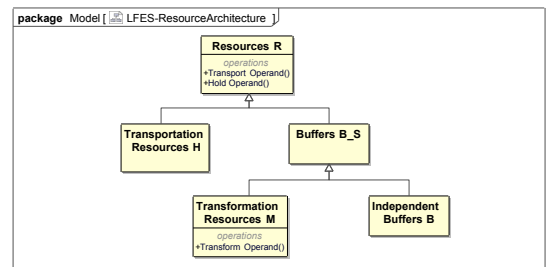 package Model [ LFES-ResourceArchitecture ]
Resources R
operations
+Transport Operand()
+Hold Operand()
Transportation
Resources H
Buffers B_S
Transformation
Resources M
operations
+Transform Operand()
Independent
Buffers B